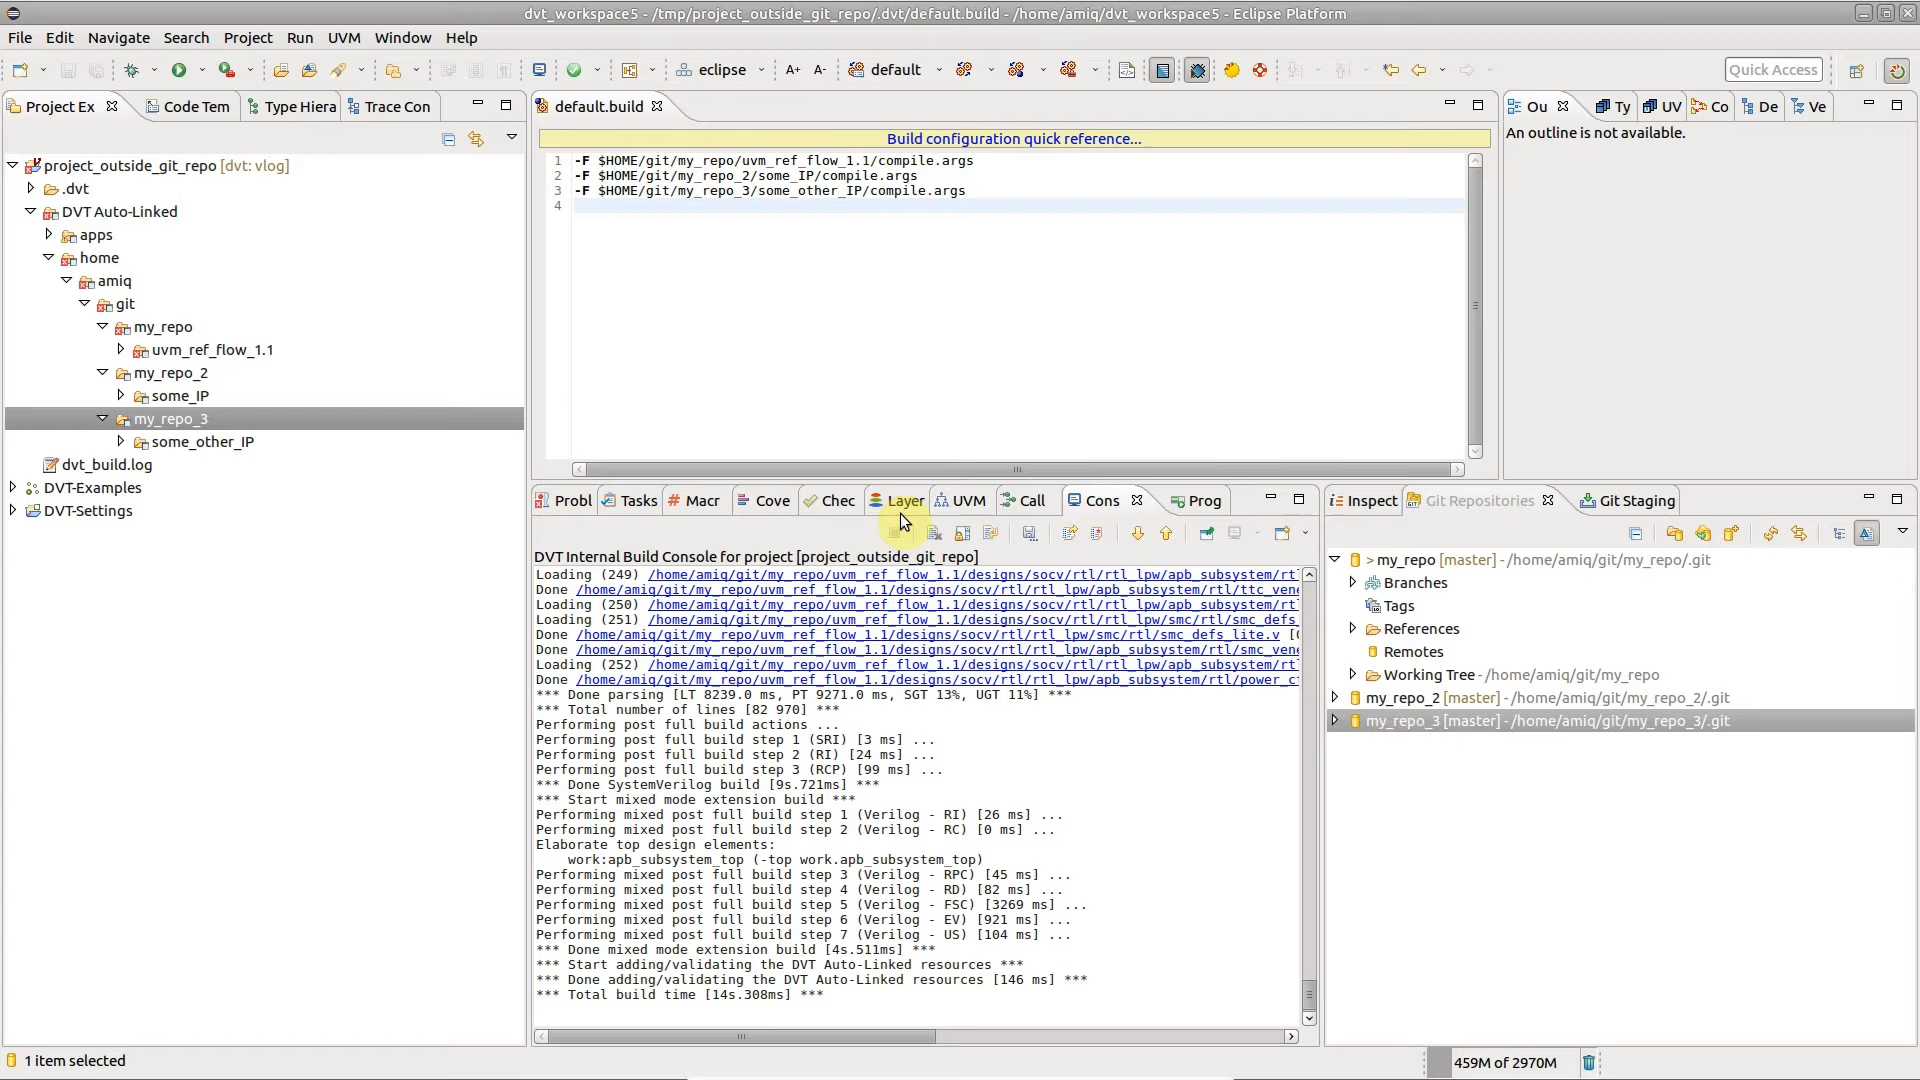 dvt_workspace5 - /tmp/project_outside_git_repo/.dvt/default.build - /home/amiq/dvt_workspace5 - Eclipse Platform
File Edit Navigate Search Project Run UVM Window Help
eclipse A+ A- default Quick Access
Project Ex Code Tem Type Hiera Trace Con
project_outside_git_repo [dvt: vlog]
.dvt
DVT Auto-Linked
apps
home
amiq
git
my_repo
uvm_ref_flow_1.1
my_repo_2
some_IP
my_repo_3
some_other_IP
dvt_build.log
DVT-Examples
DVT-Settings
default.build
Build configuration quick reference...
1 -F $HOME/git/my_repo/uvm_ref_flow_1.1/compile.args
2 -F $HOME/git/my_repo_2/some_IP/compile.args
3 -F $HOME/git/my_repo_3/some_other_IP/compile.args
4
Ou Ty UV Co De Ve
An outline is not available.
Probl Tasks Macr Cove Chec Layer UVM Call Cons Prog
DVT Internal Build Console for project [project_outside_git_repo]
Loading (249) /home/amiq/git/my_repo/uvm_ref_flow_1.1/designs/socv/rtl/rtl_lpw/apb_subsystem/rtl
Done /home/amiq/git/my_repo/uvm_ref_flow_1.1/designs/socv/rtl/rtl_lpw/apb_subsystem/rtl/ttc_vene
Loading (250) /home/amiq/git/my_repo/uvm_ref_flow_1.1/designs/socv/rtl/rtl_lpw/apb_subsystem/rtl
Loading (251) /home/amiq/git/my_repo/uvm_ref_flow_1.1/designs/socv/rtl/rtl_lpw/smc/rtl/smc_defs_
Done /home/amiq/git/my_repo/uvm_ref_flow_1.1/designs/socv/rtl/rtl_lpw/smc/rtl/smc_defs_lite.v [
Done /home/amiq/git/my_repo/uvm_ref_flow_1.1/designs/socv/rtl/rtl_lpw/apb_subsystem/rtl/smc_vene
Loading (252) /home/amiq/git/my_repo/uvm_ref_flow_1.1/designs/socv/rtl/rtl_lpw/apb_subsystem/rtl
Done /home/amiq/git/my_repo/uvm_ref_flow_1.1/designs/socv/rtl/rtl_lpw/apb_subsystem/rtl/power_ct
*** Done parsing [LT 8239.0 ms, PT 9271.0 ms, SGT 13%, UGT 11%] ***
*** Total number of lines [82 970] ***
Performing post full build actions ...
Performing post full build step 1 (SRI) [3 ms] ...
Performing post full build step 2 (RI) [24 ms] ...
Performing post full build step 3 (RCP) [99 ms] ...
*** Done SystemVerilog build [9s.721ms] ***
*** Start mixed mode extension build ***
Performing mixed post full build step 1 (Verilog - RI) [26 ms] ...
Performing mixed post full build step 2 (Verilog - RC) [0 ms] ...
Elaborate top design elements:
work:apb_subsystem_top (-top work.apb_subsystem_top)
Performing mixed post full build step 3 (Verilog - RPC) [45 ms] ...
Performing mixed post full build step 4 (Verilog - RD) [82 ms] ...
Performing mixed post full build step 5 (Verilog - FSC) [3269 ms] ...
Performing mixed post full build step 6 (Verilog - EV) [921 ms] ...
Performing mixed post full build step 7 (Verilog - US) [104 ms] ...
*** Done mixed mode extension build [4s.511ms] ***
*** Start adding/validating the DVT Auto-Linked resources ***
*** Done adding/validating the DVT Auto-Linked resources [146 ms] ***
*** Total build time [14s.308ms] ***
Inspect Git Repositories Git Staging
> my_repo [master] - /home/amiq/git/my_repo/.git
Branches
Tags
References
Remotes
Working Tree - /home/amiq/git/my_repo
my_repo_2 [master] - /home/amiq/git/my_repo_2/.git
my_repo_3 [master] - /home/amiq/git/my_repo_3/.git
1 item selected
459M of 2970M